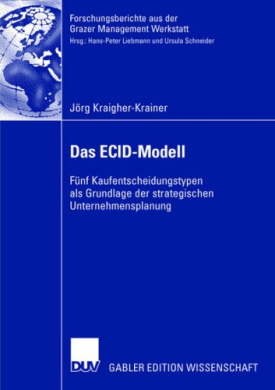 Forschungsberichte aus der
Grazer Management Werkstatt
Hrsg.: Hans-Peter Liebmann und Ursula Schneider
Jörg Kraigher-Krainer
Das ECID-Modell
Fünf Kaufentscheidungstypen
als Grundlage der strategischen
Unternehmensplanung
DUV
GABLER EDITION WISSENSCHAFT